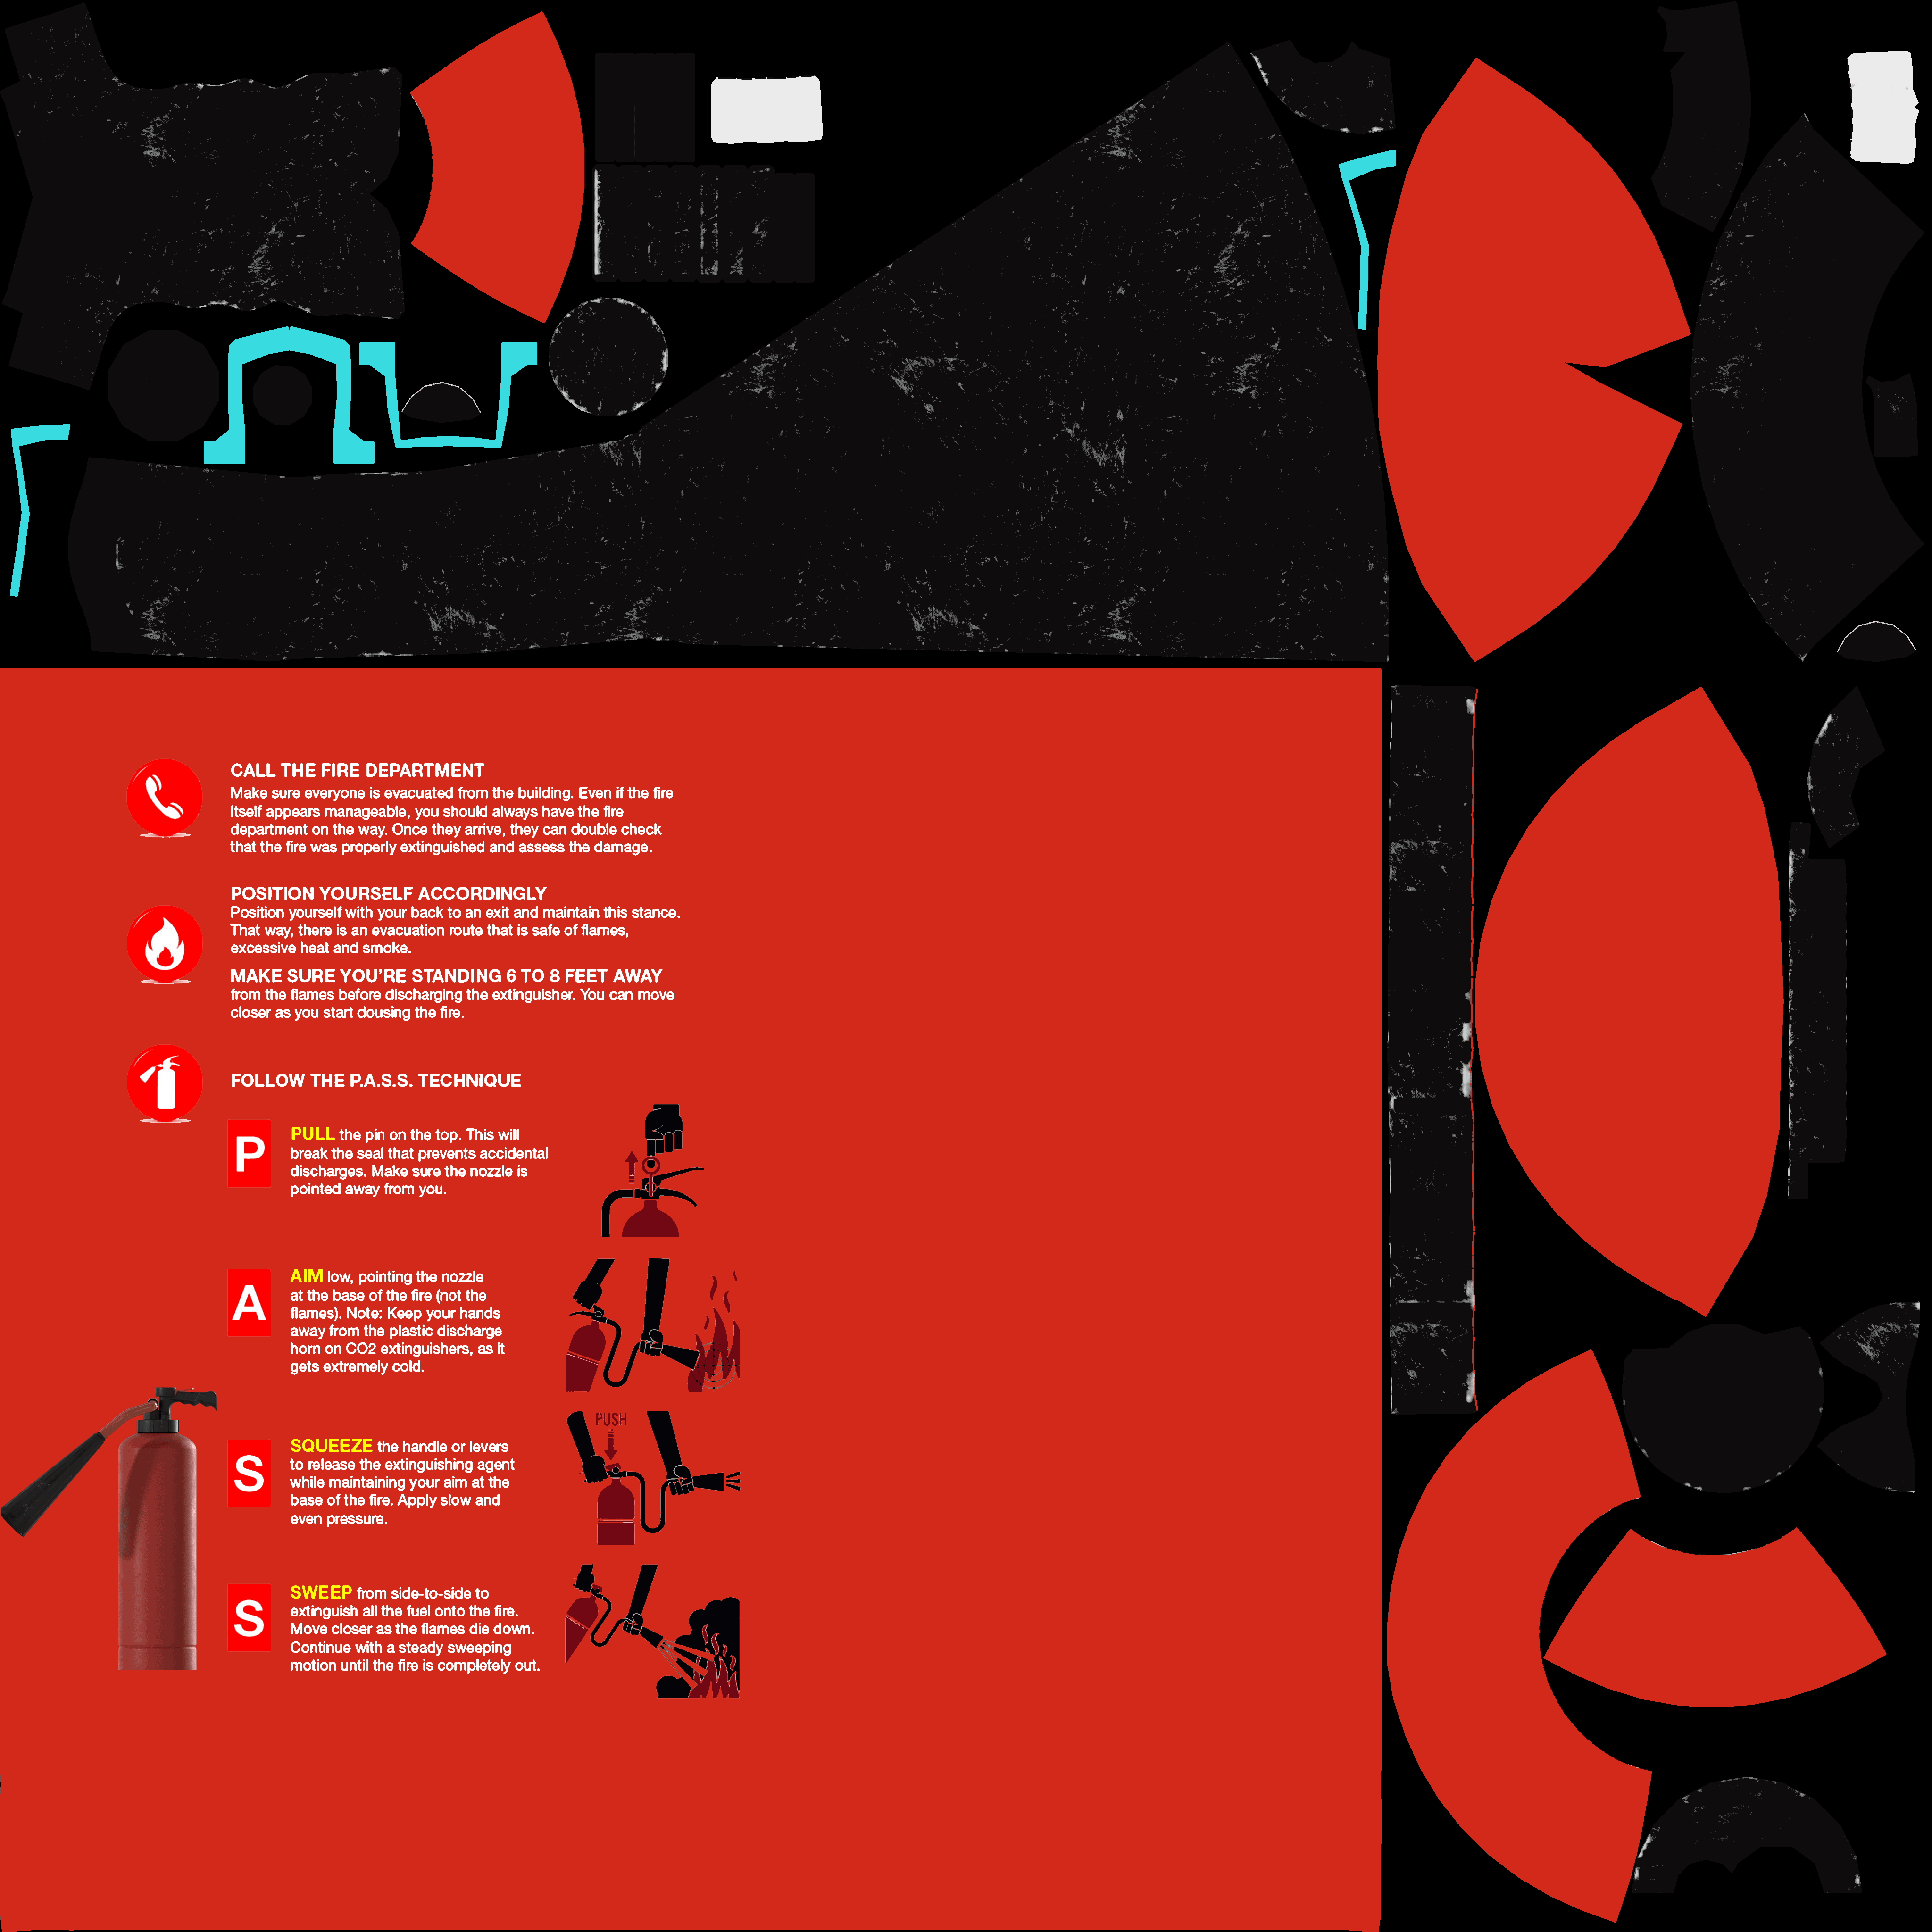 CALL THE FIRE DEPARTMENT
Make sure everyone is evacuated from the building. Even if the fire
itself appears manageable, you should always have the fire
department on the way. Once they arrive, they can double check
that the fire was properly extinguished and assess the damage.
POSITION YOURSELF ACCORDINGLY
Position yourself with your back to an exit and maintain this stance.
That way, there is an evacuation route that is safe of flames,
excessive heat and smoke.
MAKE SURE YOU'RE STANDING 6 TO 8 FEET AWAY
from the flames before discharging the extinguisher. You can move
closer as you start dousing the fire.
FOLLOW THE P.A.S.S. TECHNIQUE
P
PULL the pin on the top. This will
break the seal that prevents accidental
discharges. Make sure the nozzle is
pointed away from you.
A
AIM low, pointing the nozzle
at the base of the fire (not the
flames). Note: Keep your hands
away from the plastic discharge
horn on CO2 extinguishers, as it
gets extremely cold.
S
SQUEEZE the handle or levers
to release the extinguishing agent
while maintaining your aim at the
base of the fire. Apply slow and
even pressure.
PUSH
S
SWEEP from side-to-side to
extinguish all the fuel onto the fire.
Move closer as the flames die down.
Continue with a steady sweeping
motion until the fire is completely out.